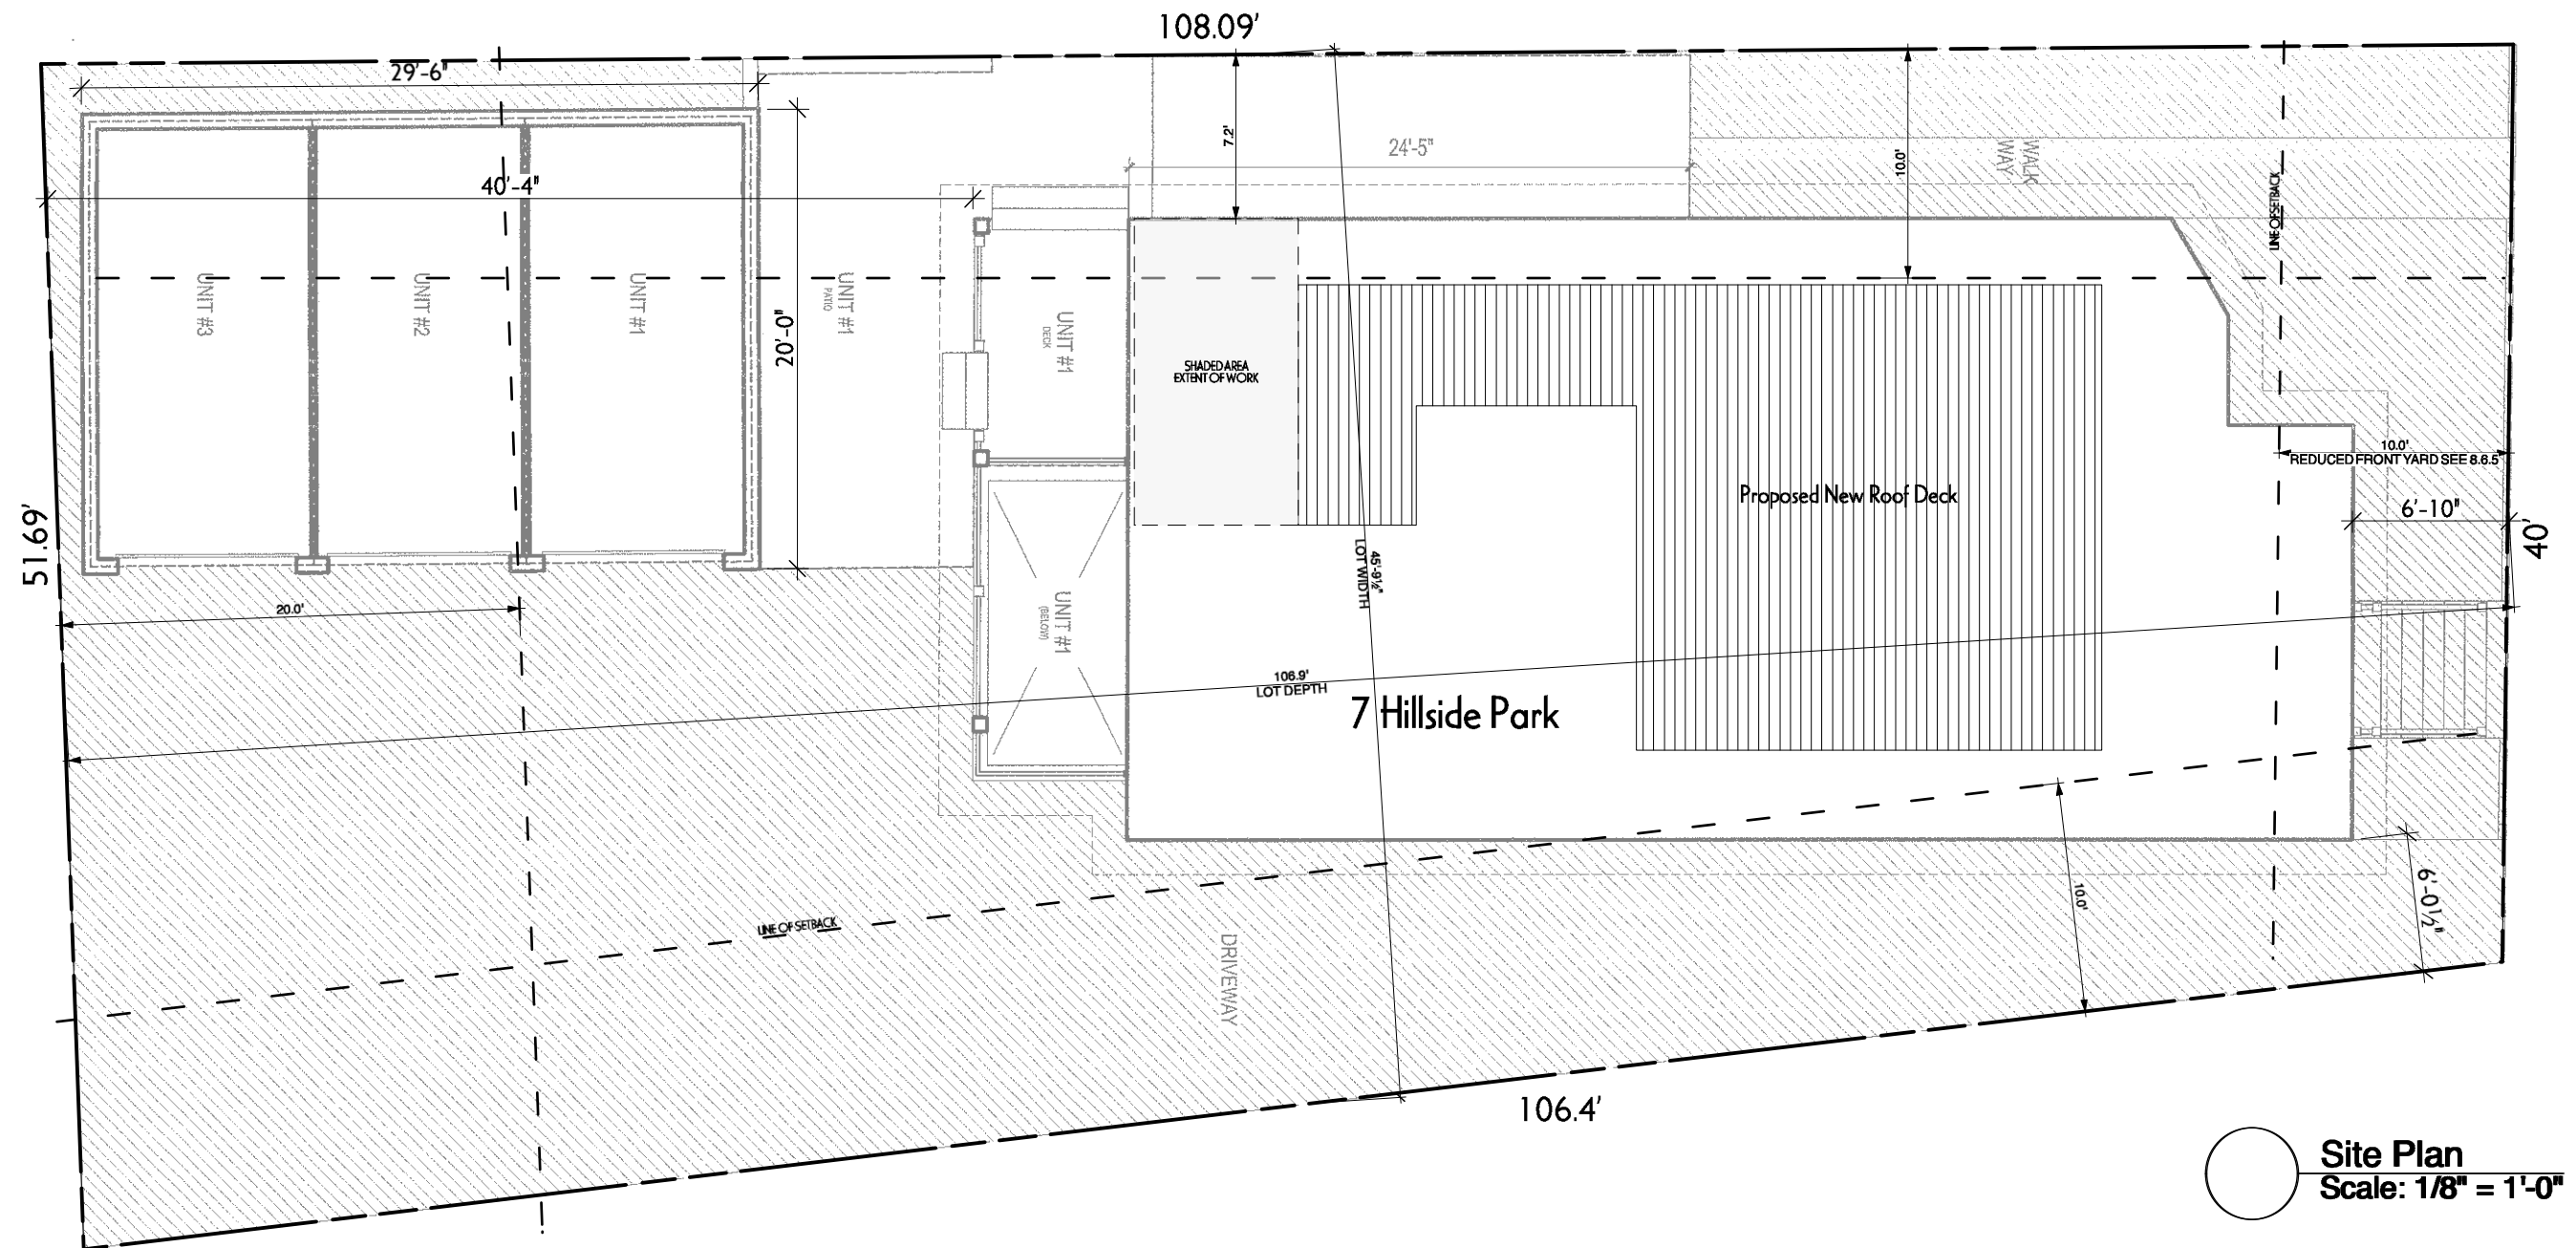 108.09'
29'-6"
7.2'
24'-5"
10.0'
WALK
WAY
40'-4"
LINE OF SETBACK
UNIT #3
UNIT #2
UNIT #1
20'-0"
UNIT #1
PATIO
UNIT #1
DECK
SHADED AREA
EXTENT OF WORK
10.0'
REDUCED FRONT YARD SEE 8.6.5
Proposed New Roof Deck
6'-10"
40'
51.69'
45'-9½"
LOT WIDTH
20.0'
UNIT #1
(BELOW)
106.9'
LOT DEPTH
7 Hillside Park
LINE OF SETBACK
DRIVEWAY
10.0'
6'-0½"
106.4'
Site Plan
Scale: 1/8" = 1'-0"